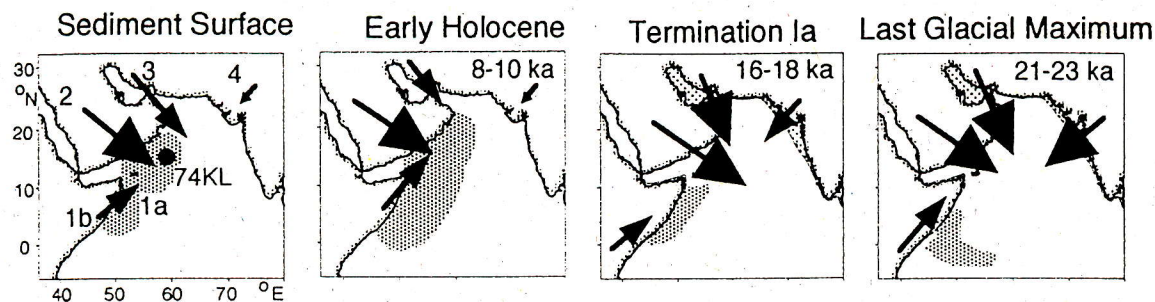 Sediment Surface
Early Holocene
Termination Ia
Last Glacial Maximum
30
°N
20
10
0
2
3
4
74KL
1b
1a
8-10 ka
16-18 ka
21-23 ka
40 50 60 70 °E